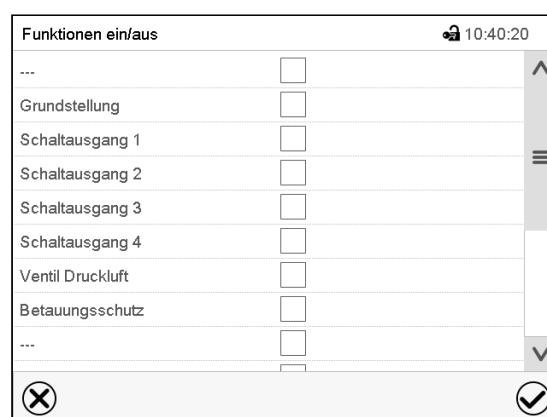 Funktionen ein/aus 10:40:20
---
Grundstellung
Schaltausgang 1
Schaltausgang 2
Schaltausgang 3
Schaltausgang 4
Ventil Druckluft
Betauungsschutz
---